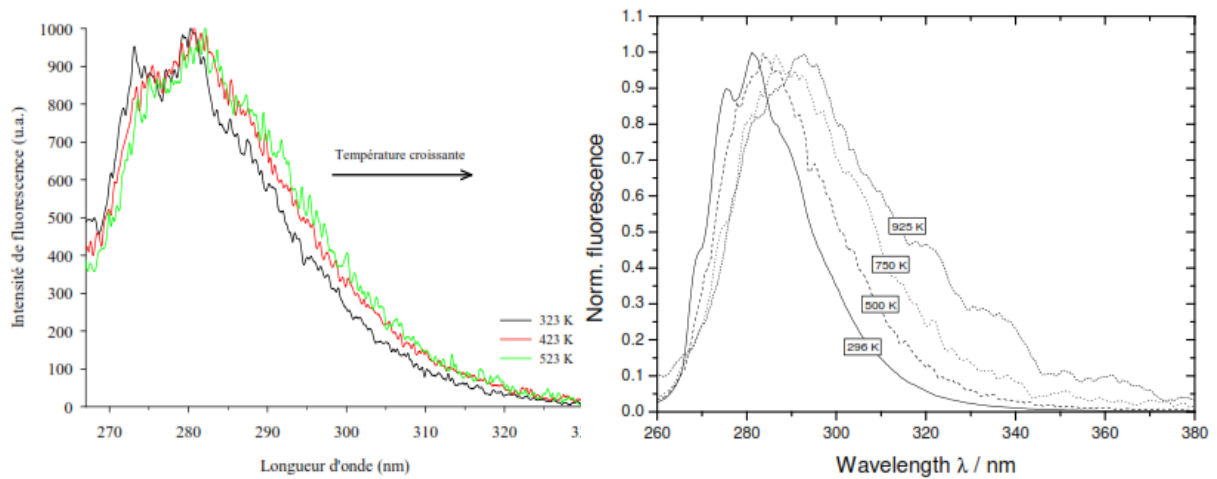 1000
900
800
700
600
500
400
300
200
100
0
Intensité de fluorescence (u.a.)
Température croissante
323 K
423 K
523 K
270 280 290 300 310 320 3
Longueur d'onde (nm)
1.1
1.0
0.9
0.8
0.7
0.6
0.5
0.4
0.3
0.2
0.1
0.0
Norm. fluorescence
925 K
750 K
500 K
296 K
260 280 300 320 340 360 380
Wavelength λ / nm